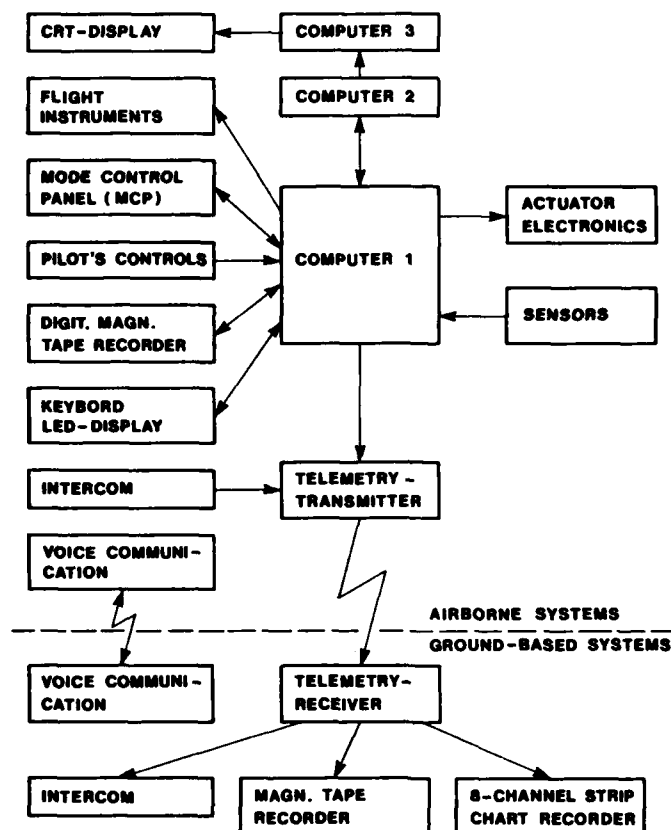 CRT-DISPLAY
COMPUTER 3
FLIGHT
INSTRUMENTS
COMPUTER 2
MODE CONTROL
PANEL (MCP)
PILOT'S CONTROLS
COMPUTER 1
ACTUATOR
ELECTRONICS
DIGIT. MAGN.
TAPE RECORDER
SENSORS
KEYBORD
LED-DISPLAY
INTERCOM
TELEMETRY-
TRANSMITTER
VOICE COMMUNI-
CATION
AIRBORNE SYSTEMS
GROUND-BASED SYSTEMS
VOICE COMMUNI-
CATION
TELEMETRY-
RECEIVER
INTERCOM
MAGN. TAPE
RECORDER
8-CHANNEL STRIP
CHART RECORDER